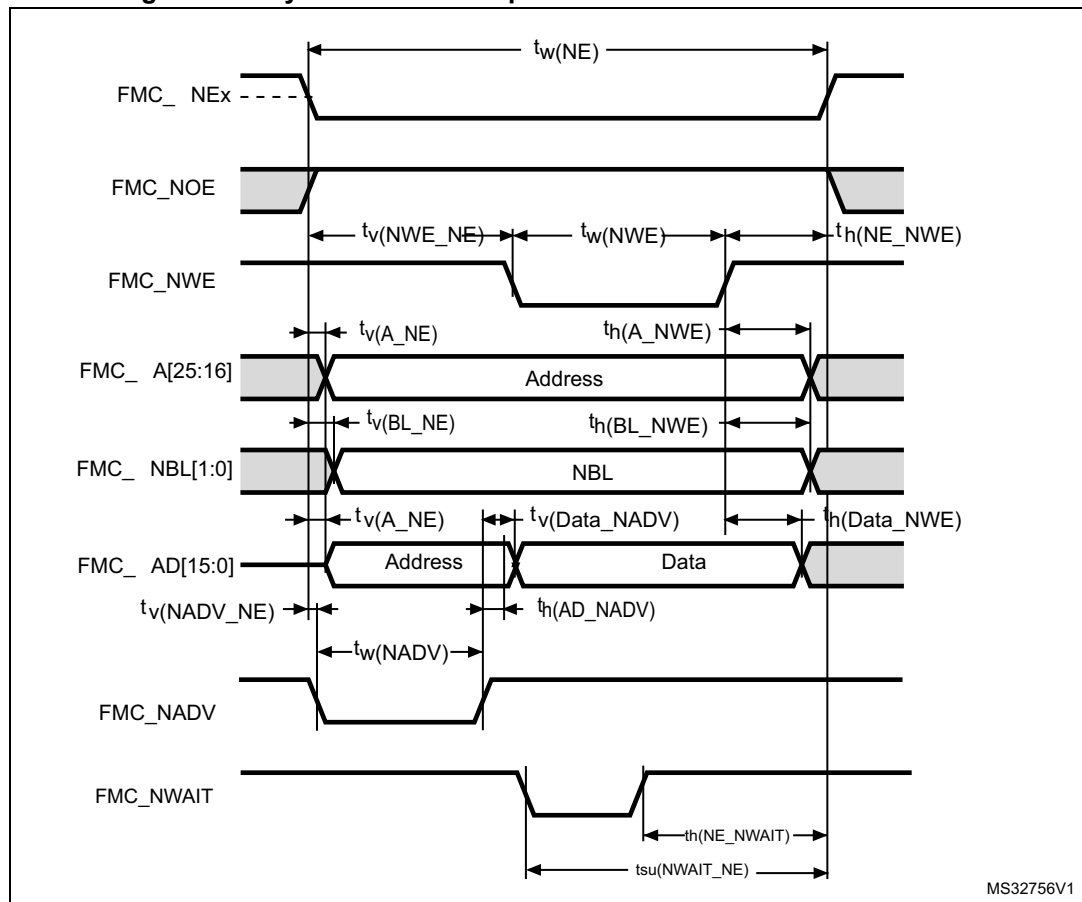 tw(NE)
FMC_ NEx
FMC_NOE
tv(NWE_NE) tw(NWE) th(NE_NWE)
FMC_NWE
tv(A_NE) th(A_NWE)
FMC_ A[25:16] Address
tv(BL_NE) th(BL_NWE)
FMC_ NBL[1:0] NBL
tv(A_NE) tv(Data_NADV) th(Data_NWE)
FMC_ AD[15:0] Address Data
tv(NADV_NE) th(AD_NADV)
tw(NADV)
FMC_NADV
FMC_NWAIT
th(NE_NWAIT)
tsu(NWAIT_NE)
MS32756V1